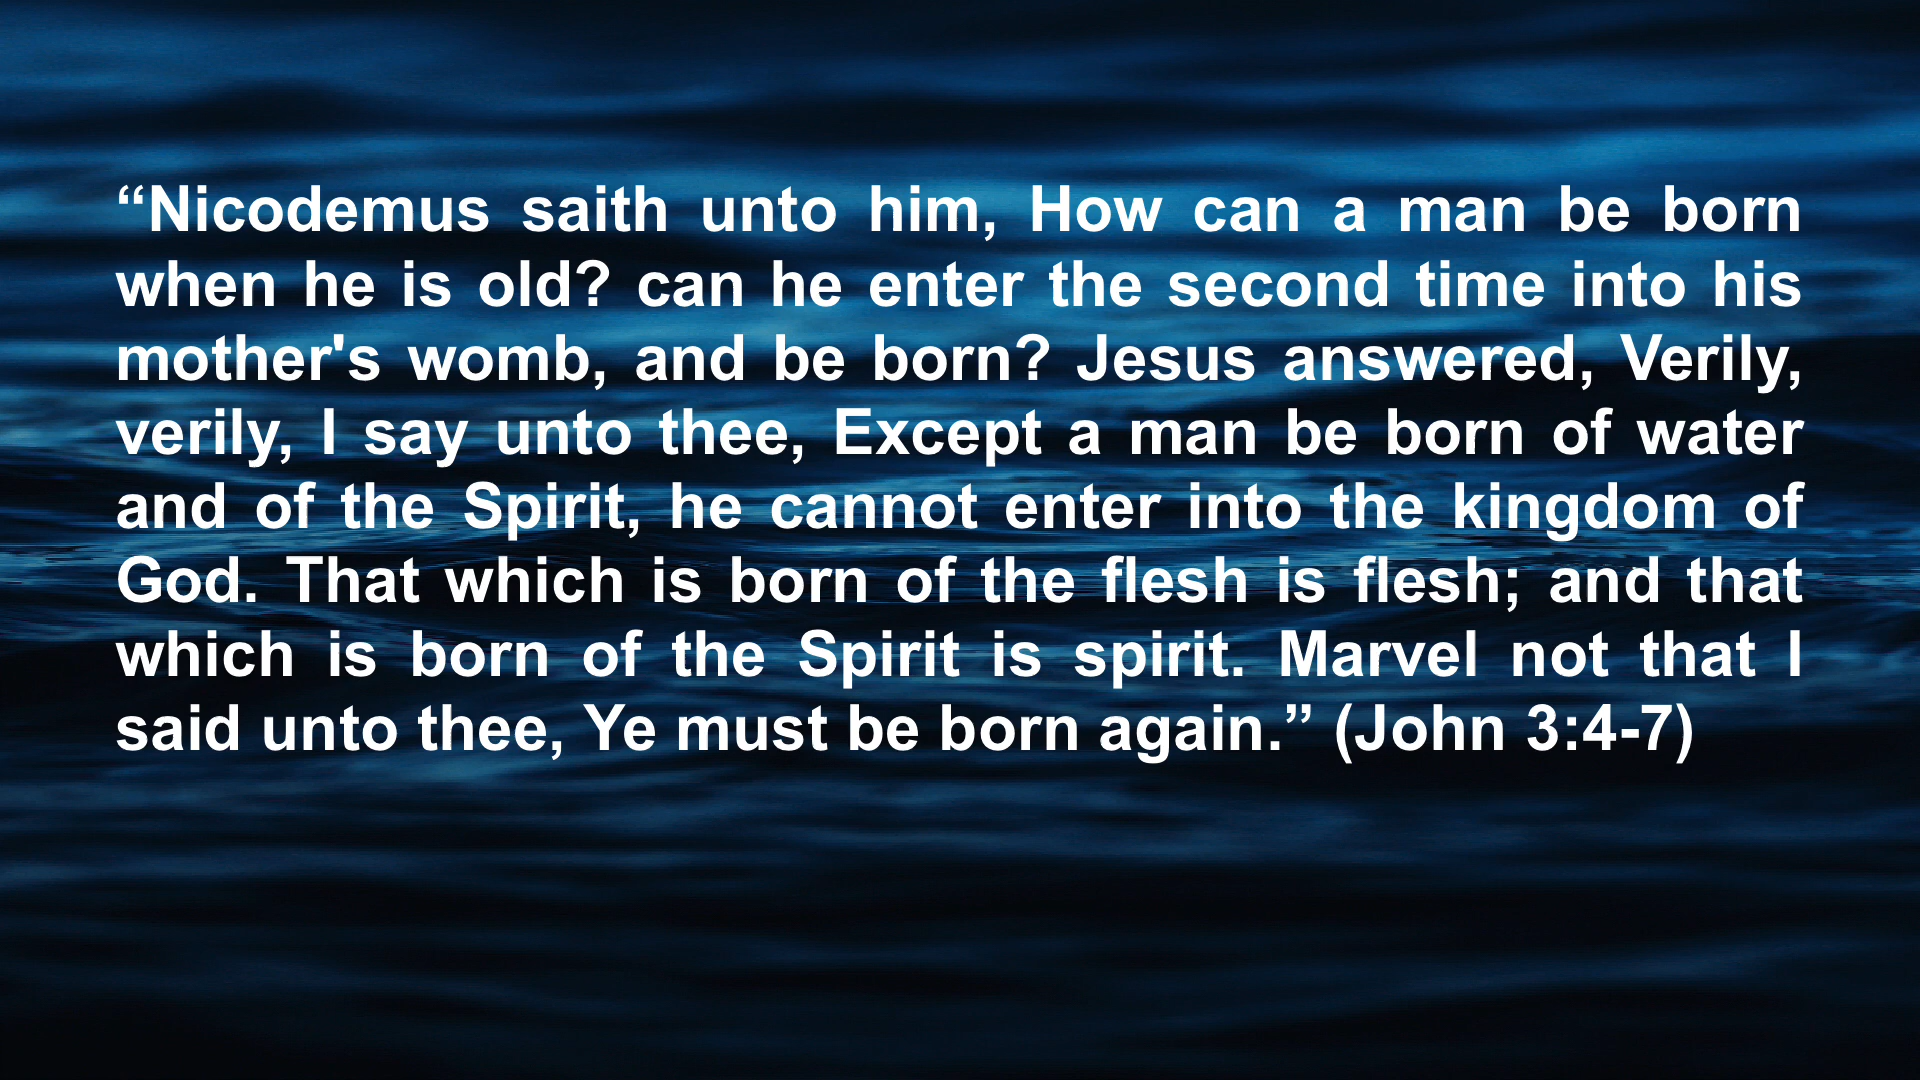 “Nicodemus saith unto him, How can a man be born
when he is old? can he enter the second time into his
mother's womb, and be born? Jesus answered, Verily,
verily, I say unto thee, Except a man be born of water
and of the Spirit, he cannot enter into the kingdom of
God. That which is born of the flesh is flesh; and that
which is born of the Spirit is spirit. Marvel not that I
said unto thee, Ye must be born again.” (John 3:4-7)